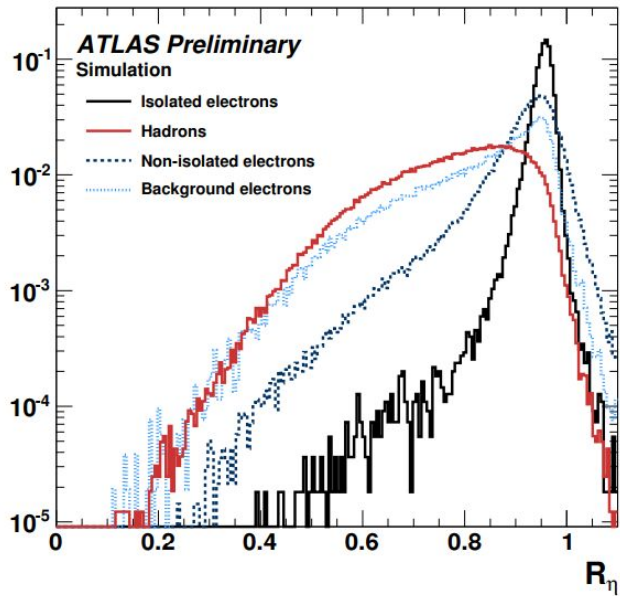 ATLAS Preliminary
Simulation
Isolated electrons
Hadrons
Non-isolated electrons
Background electrons
10⁻¹
10⁻²
10⁻³
10⁻⁴
10⁻⁵
0 0.2 0.4 0.6 0.8 1
Rη